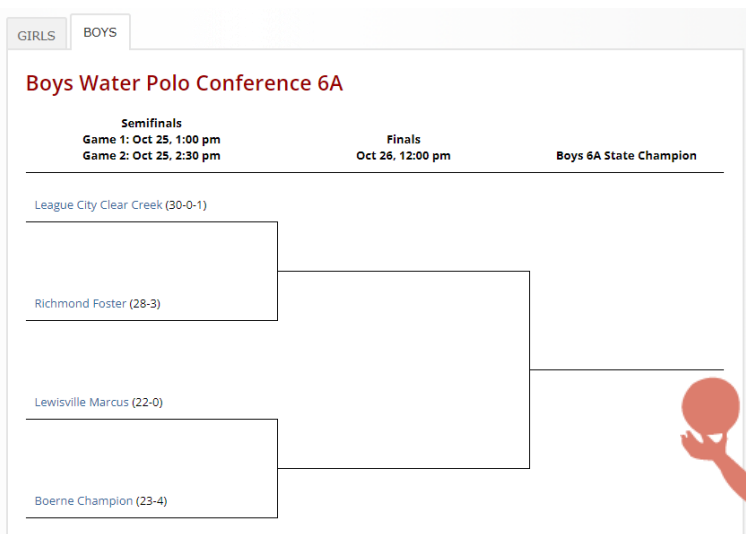 GIRLS
BOYS
Boys Water Polo Conference 6A
Semifinals
Game 1: Oct 25, 1:00 pm
Game 2: Oct 25, 2:30 pm
Finals
Oct 26, 12:00 pm
Boys 6A State Champion
League City Clear Creek (30-0-1)
Richmond Foster (28-3)
Lewisville Marcus (22-0)
Boerne Champion (23-4)